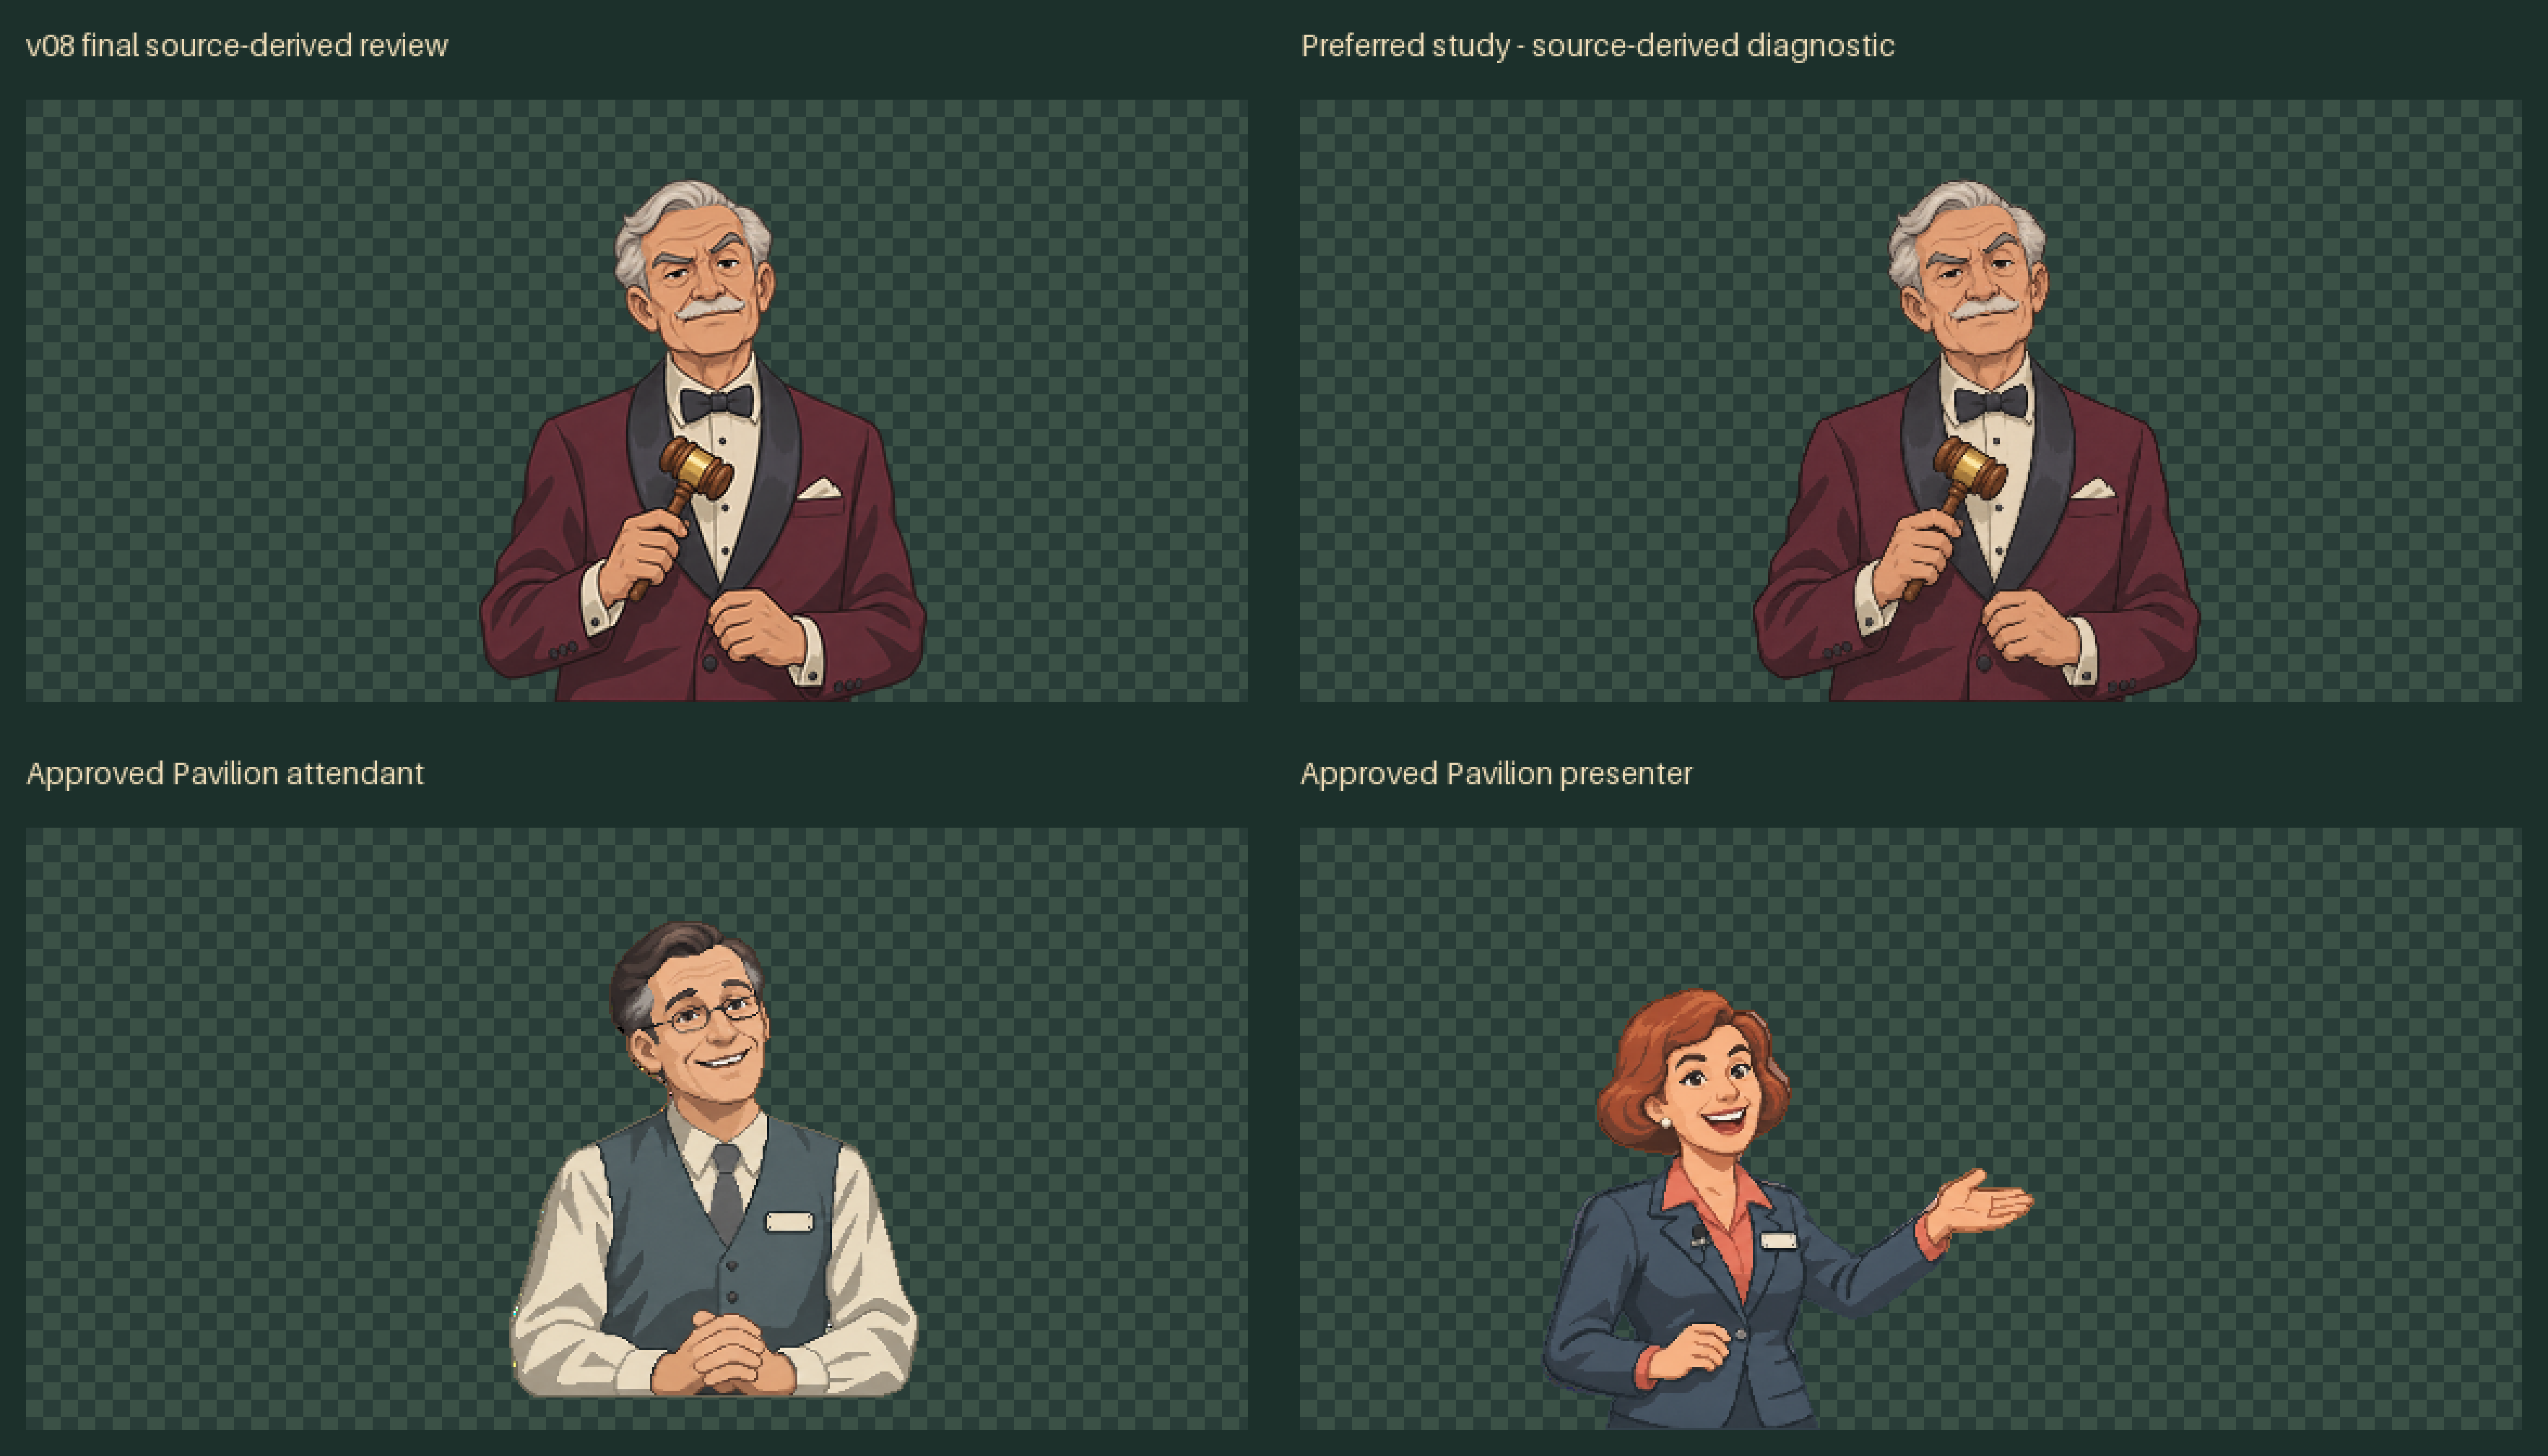 v08 final source-derived review
Preferred study - source-derived diagnostic
Approved Pavilion attendant
Approved Pavilion presenter